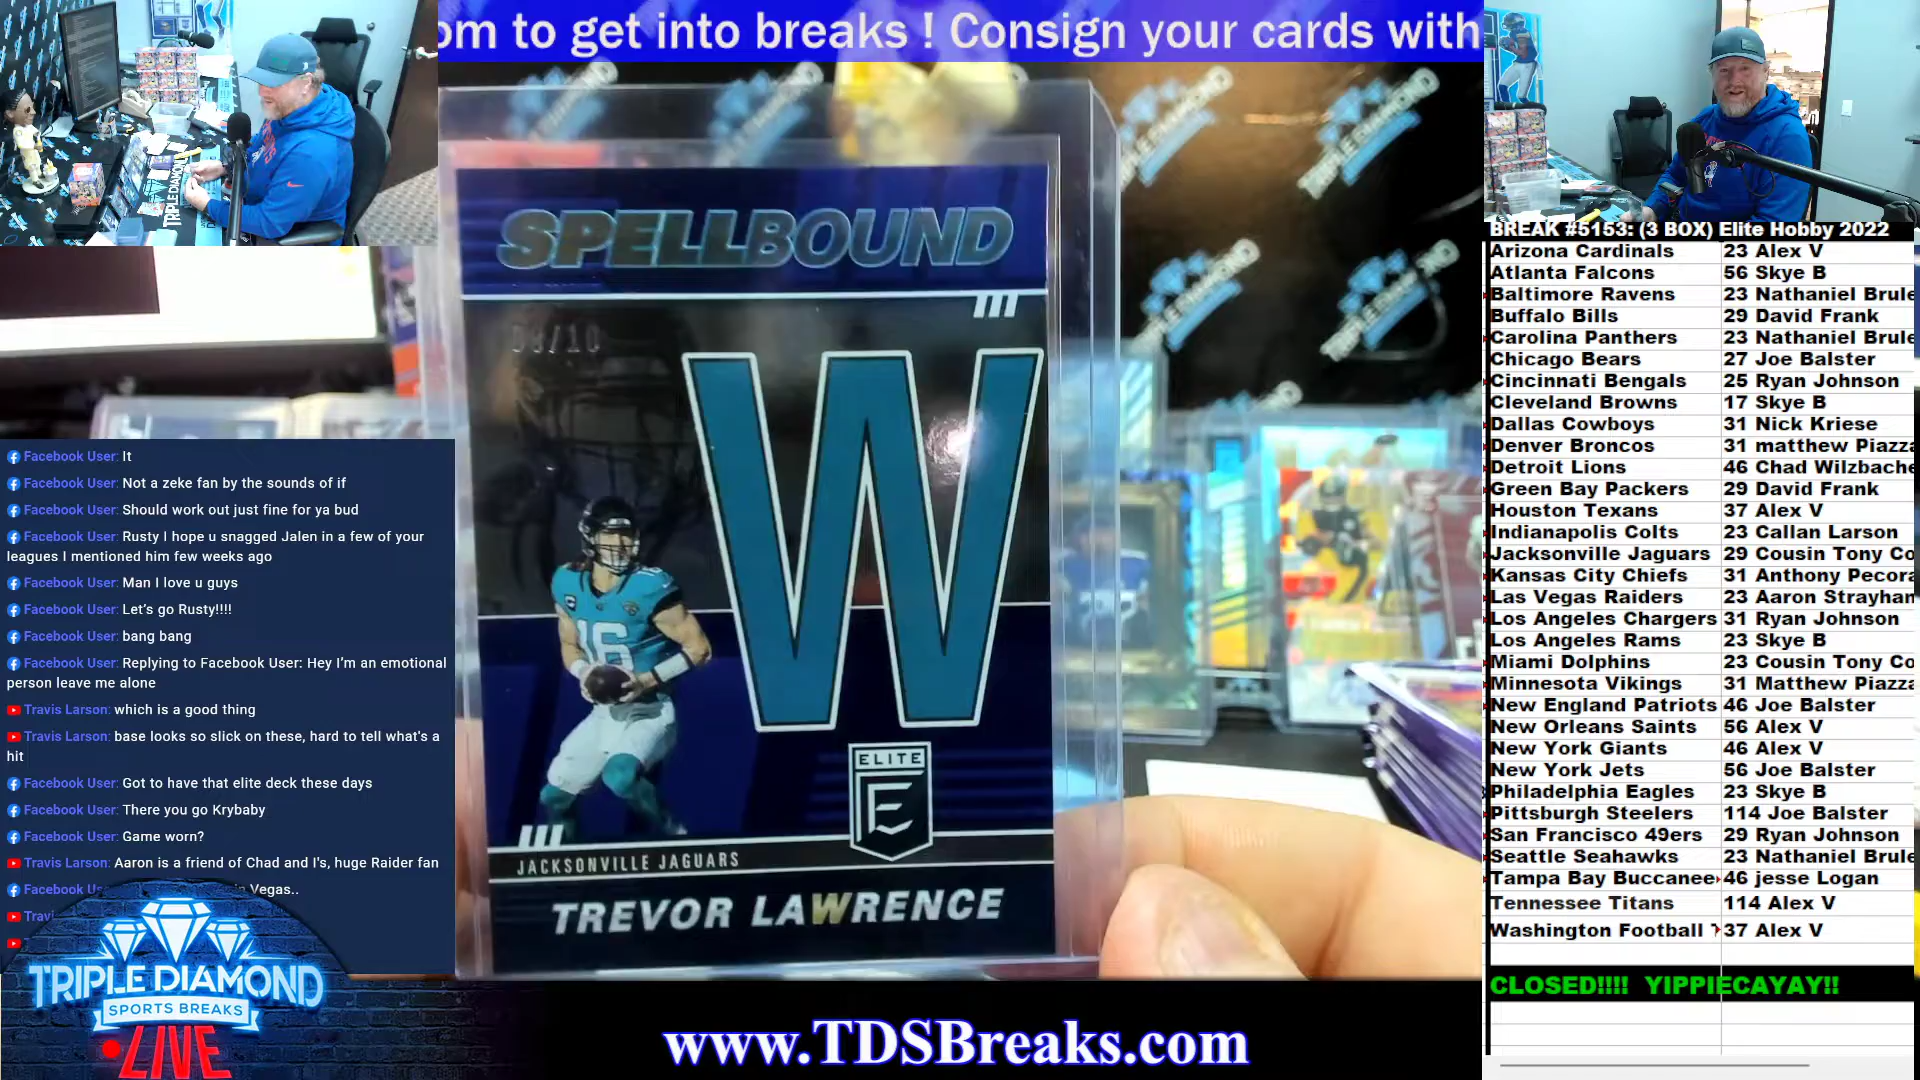 om to get into breaks ! Consign your cards with
SPELLBOUND
/10
W
16
ELITE
E
JACKSONVILLE JAGUARS
TREVOR LAWRENCE
Facebook User: It
Facebook User: Not a zeke fan by the sounds of if
Facebook User: Should work out just fine for ya bud
Facebook User: Rusty I hope u snagged Jalen in a few of your
leagues I mentioned him few weeks ago
Facebook User: Man I love u guys
Facebook User: Let's go Rusty!!!!
Facebook User: bang bang
Facebook User: Replying to Facebook User: Hey I'm an emotional
person leave me alone
Travis Larson: which is a good thing
Travis Larson: base looks so slick on these, hard to tell what's a
hit
Facebook User: Got to have that elite deck these days
Facebook User: There you go Krybaby
Facebook User: Game worn?
Travis Larson: Aaron is a friend of Chad and I's, huge Raider fan
Facebook Us Vegas..
Travi
TRIPLE DIAMOND
SPORTS BREAKS
LIVE
www.TDSBreaks.com
BREAK #5153: (3 BOX) Elite Hobby 2022
Arizona Cardinals 23 Alex V
Atlanta Falcons 56 Skye B
Baltimore Ravens 23 Nathaniel Brule
Buffalo Bills 29 David Frank
Carolina Panthers 23 Nathaniel Brule
Chicago Bears 27 Joe Balster
Cincinnati Bengals 25 Ryan Johnson
Cleveland Browns 17 Skye B
Dallas Cowboys 31 Nick Kriese
Denver Broncos 31 matthew Piazza
Detroit Lions 46 Chad Wilzbache
Green Bay Packers 29 David Frank
Houston Texans 37 Alex V
Indianapolis Colts 23 Callan Larson
Jacksonville Jaguars 29 Cousin Tony Co
Kansas City Chiefs 31 Anthony Pecora
Las Vegas Raiders 23 Aaron Strayhan
Los Angeles Chargers 31 Ryan Johnson
Los Angeles Rams 23 Skye B
Miami Dolphins 23 Cousin Tony Co
Minnesota Vikings 31 Matthew Piazza
New England Patriots 46 Joe Balster
New Orleans Saints 56 Alex V
New York Giants 46 Alex V
New York Jets 56 Joe Balster
Philadelphia Eagles 23 Skye B
Pittsburgh Steelers 114 Joe Balster
San Francisco 49ers 29 Ryan Johnson
Seattle Seahawks 23 Nathaniel Brule
Tampa Bay Buccanee 46 jesse Logan
Tennessee Titans 114 Alex V
Washington Football 37 Alex V
CLOSED!!!! YIPPIECAYAY!!